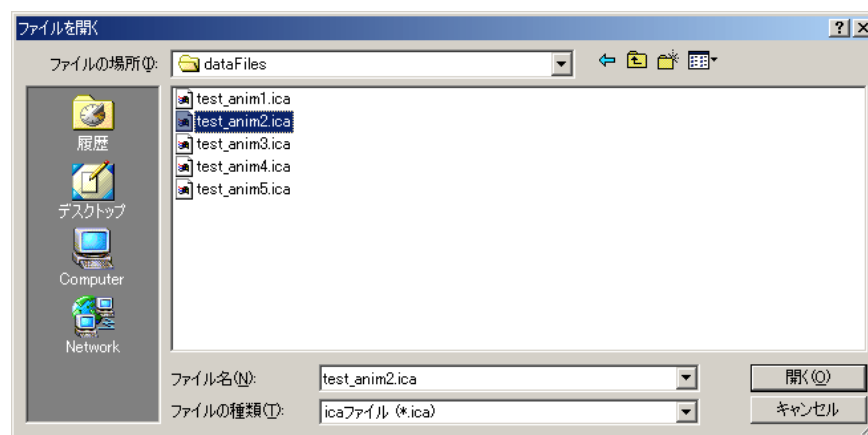 ファイルを開く
ファイルの場所(I):
dataFiles
履歴
デスクトップ
Computer
Network
test_anim1.ica
test_anim2.ica
test_anim3.ica
test_anim4.ica
test_anim5.ica
ファイル名(N):
test_anim2.ica
開く(O)
ファイルの種類(T):
icaファイル (*.ica)
キャンセル